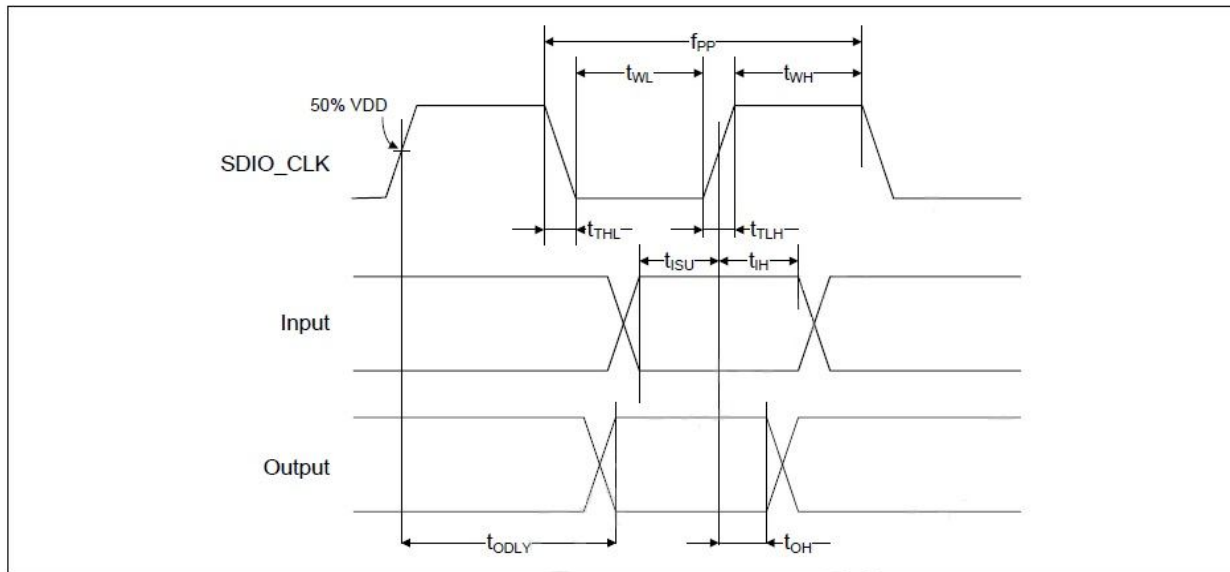 fPP
tWL
tWH
50% VDD
SDIO_CLK
tTHL
tTLH
tISU
tIH
Input
Output
tODLY
tOH